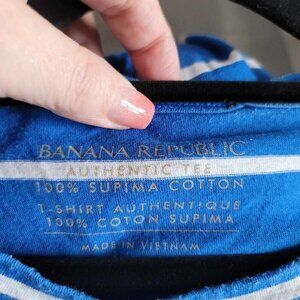 BANANA REPUBLIC
AUTHENTIC TEE
100% SUPIMA COTTON
T-SHIRT AUTHENTIQUE
100% COTON SUPIMA
MADE IN VIETNAM